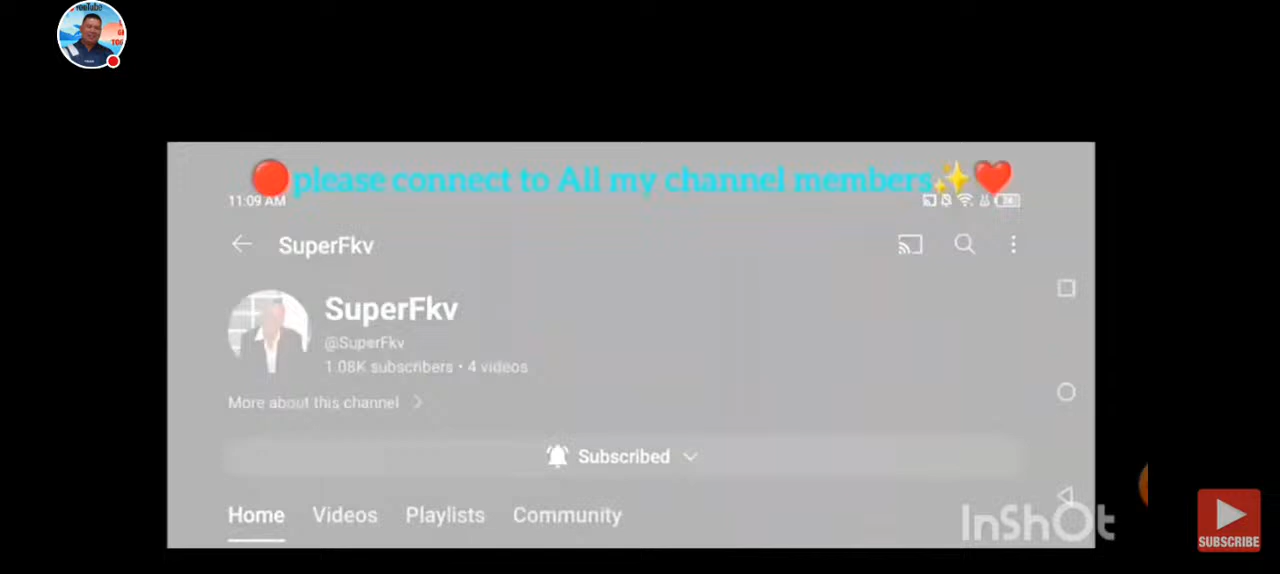 YouTube
please connect to All my channel members
11:09 AM
SuperFkv
SuperFkv
@SuperFkv
1.08K subscribers • 4 videos
More about this channel
Subscribed
Home Videos Playlists Community
InShOt
SUBSCRIBE